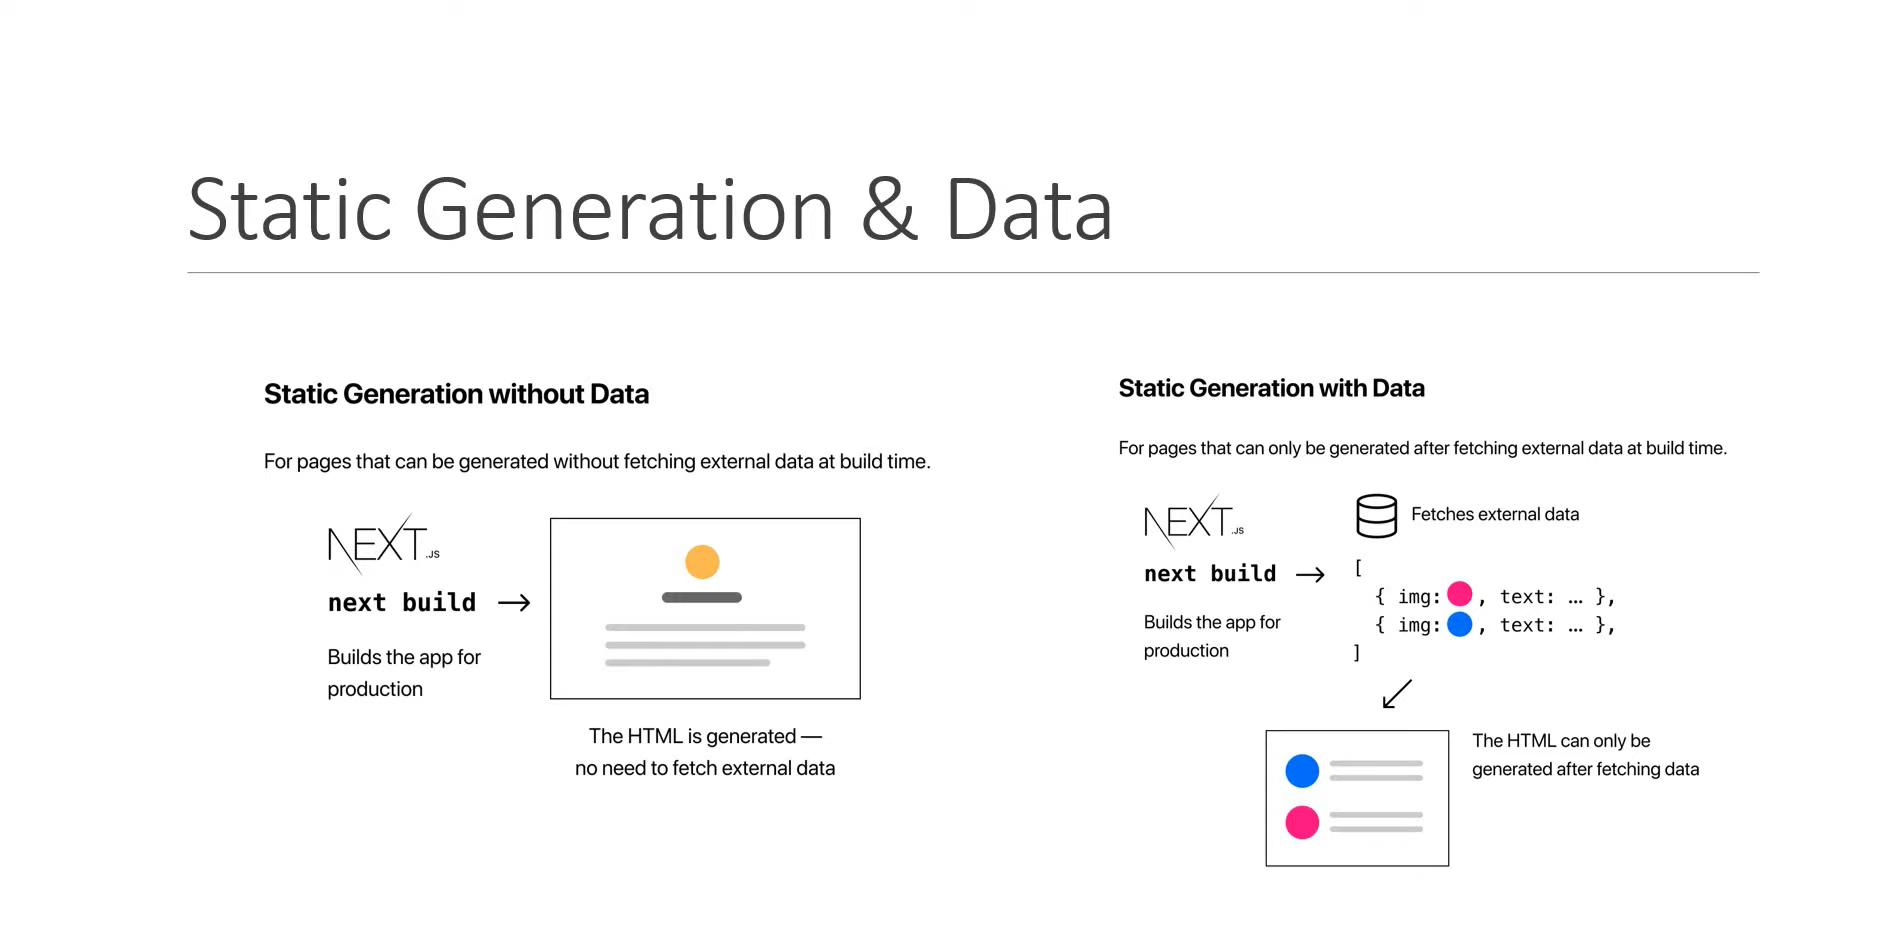 Static Generation & Data
Static Generation without Data
For pages that can be generated without fetching external data at build time.
NEXT.JS
next build
Builds the app for
production
The HTML is generated —
no need to fetch external data
Static Generation with Data
For pages that can only be generated after fetching external data at build time.
NEXT.JS
Fetches external data
next build
[
{ img: , text: … },
{ img: , text: … },
]
Builds the app for
production
The HTML can only be
generated after fetching data